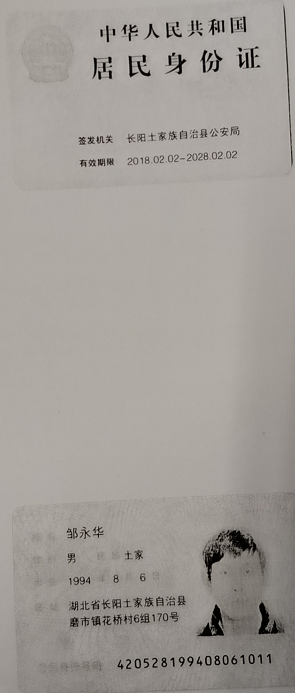 中华人民共和国
居民身份证
签发机关 长阳土家族自治县公安局
有效期限 2018.02.02-2028.02.02
邹永华
男 土家
1994 年 8 月 6 日
湖北省长阳土家族自治县
磨市镇花桥村6组170号
420528199408061011